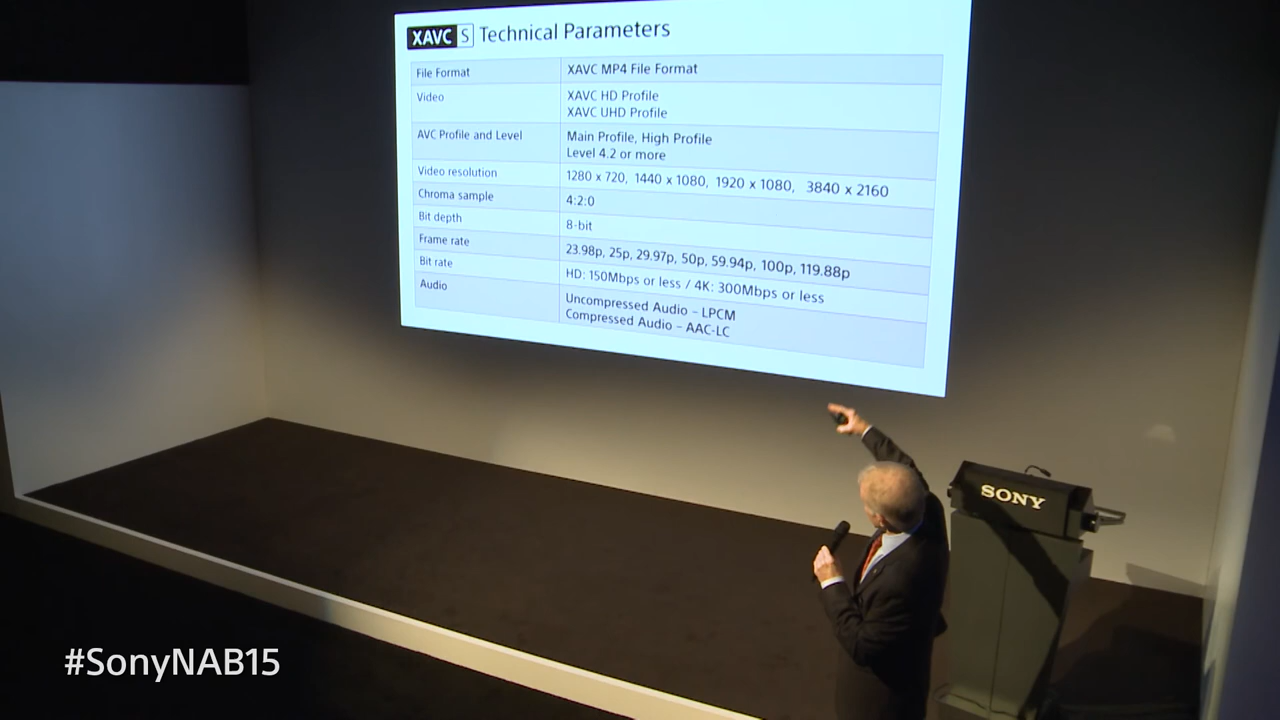 XAVC S Technical Parameters
File Format XAVC MP4 File Format
Video XAVC HD Profile
XAVC UHD Profile
AVC Profile and Level Main Profile, High Profile
Level 4.2 or more
Video resolution 1280 x 720, 1440 x 1080, 1920 x 1080, 3840 x 2160
Chroma sample 4:2:0
Bit depth 8-bit
Frame rate 23.98p, 25p, 29.97p, 50p, 59.94p, 100p, 119.88p
Bit rate HD: 150Mbps or less / 4K: 300Mbps or less
Audio Uncompressed Audio – LPCM
Compressed Audio – AAC-LC
SONY
#SonyNAB15